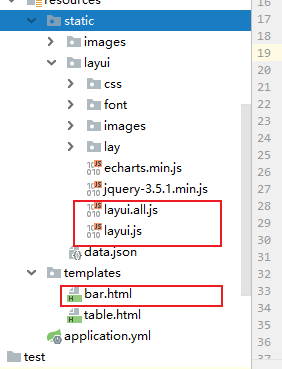 resources
static
images
layui
css
font
images
lay
echarts.min.js
jquery-3.5.1.min.js
layui.all.js
layui.js
data.json
templates
bar.html
table.html
application.yml
test
16
17
18
19
20
21
22
23
24
25
26
27
28
29
30
31
32
33
34
35
36
37